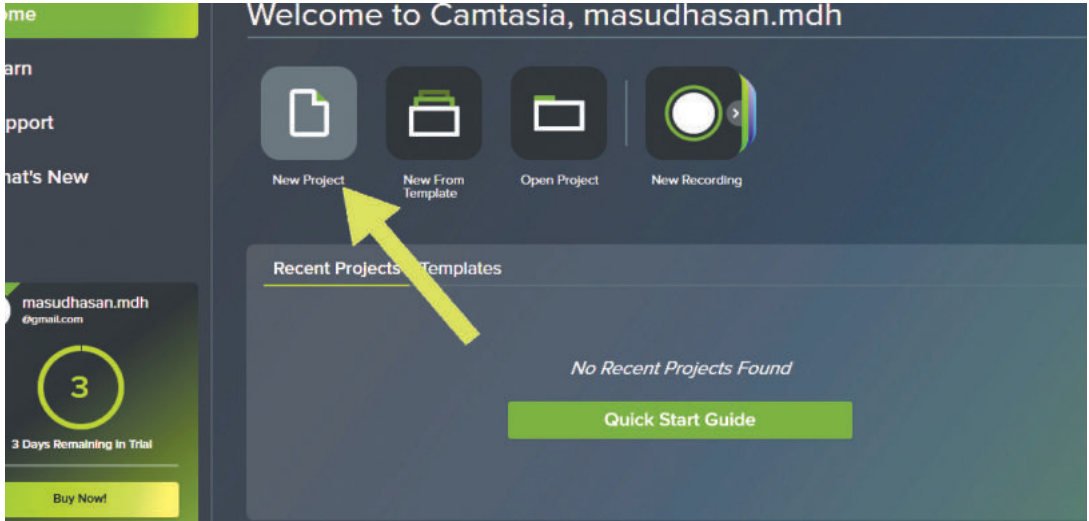 ome
Welcome to Camtasia, masudhasan.mdh
arn
pport
hat's New
New Project
New From
Template
Open Project
New Recording
Recent Projects
Templates
masudhasan.mdh
@gmail.com
3
3 Days Remaining in Trial
Buy Now!
No Recent Projects Found
Quick Start Guide